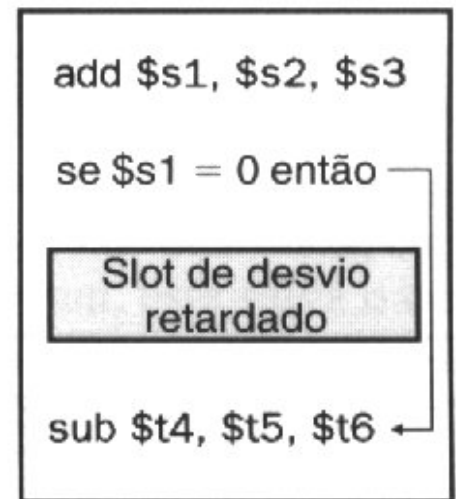 add $s1, $s2, $s3
se $s1 = 0 então
Slot de desvio
retardado
sub $t4, $t5, $t6